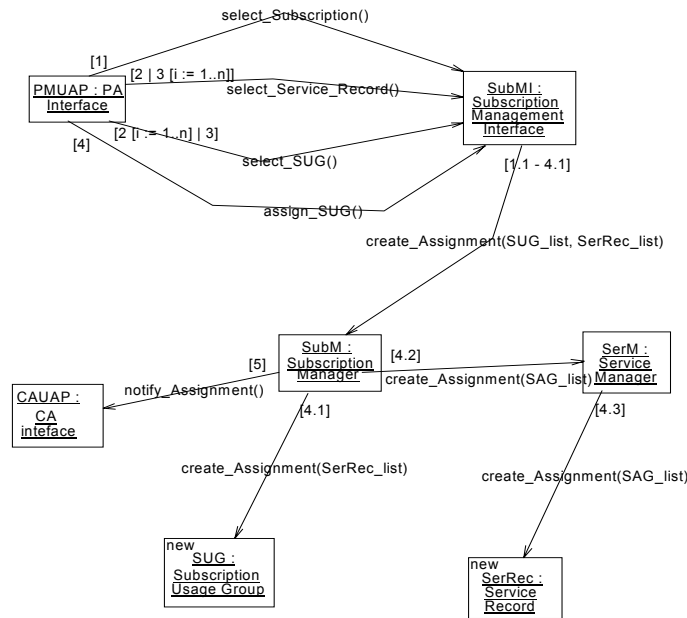 select_Subscription()
[1]
[2 | 3 [i := 1..n]]
PMUAP : PA
Interface
select_Service_Record()
SubMI :
Subscription
Management
Interface
[2 [i := 1..n] | 3]
[4]
select_SUG()
[1.1 - 4.1]
assign_SUG()
create_Assignment(SUG_list, SerRec_list)
SubM :
Subscription
Manager
[5]
[4.2]
SerM :
Service
Manager
create_Assignment(SAG_list)
notify_Assignment()
CAUAP :
CA
inteface
[4.1]
[4.3]
create_Assignment(SerRec_list)
create_Assignment(SAG_list)
new
SUG :
Subscription
Usage Group
new
SerRec :
Service
Record